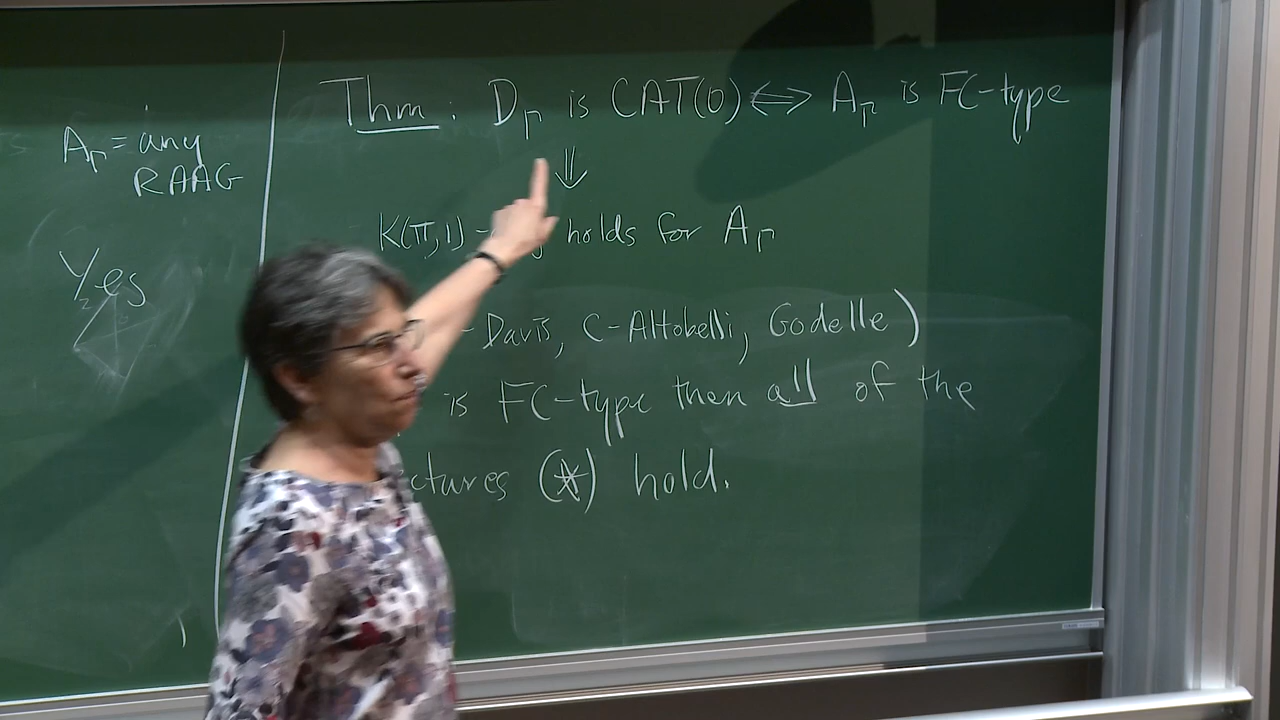 A_Γ = any
RAAG
Yes
Thm : D_Γ is CAT(0) ⟺ A_Γ is FC-type
⇓
K(π,1) - holds for A_Γ
- Davis, C-Altobelli, Godelle )
is FC-type then all of the
ctures (*) hold.